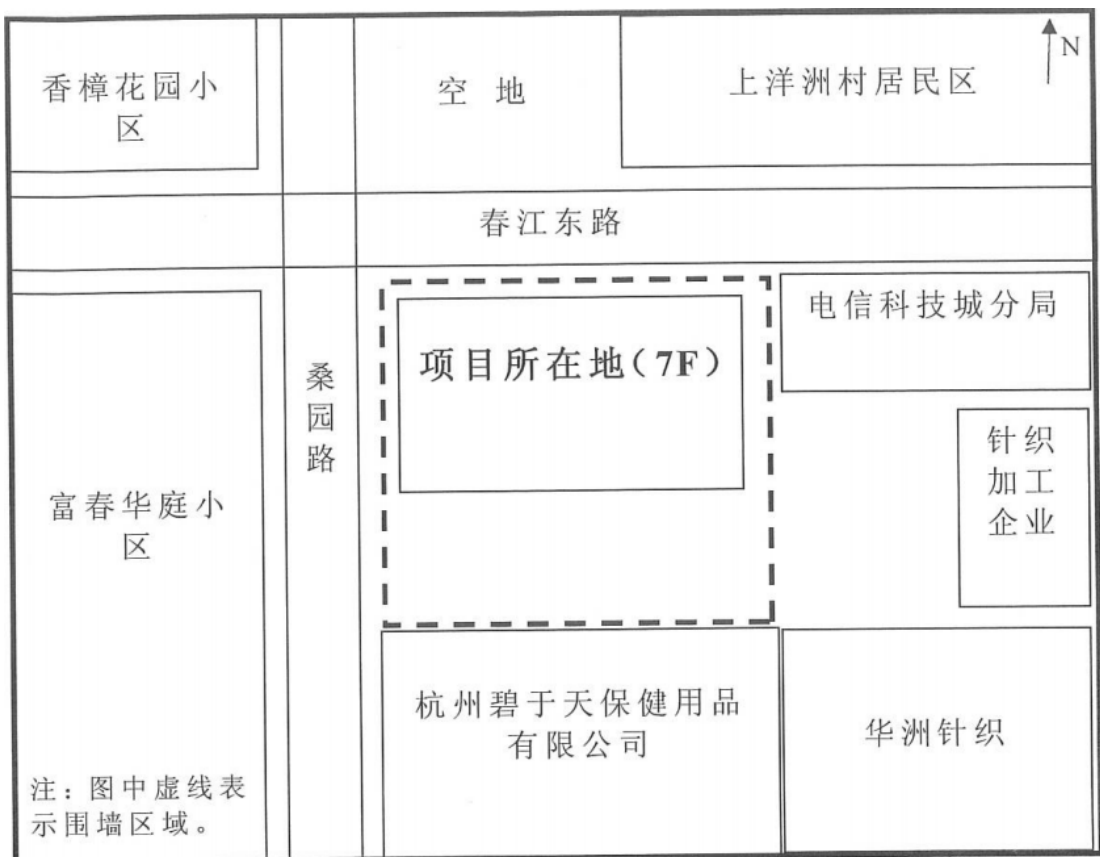 香樟花园小
区
空 地
上洋洲村居民区
N
春江东路
项目所在地（7F）
电信科技城分局
桑
园
路
针织
加工
企业
富春华庭小
区
杭州碧于天保健用品
有限公司
华洲针织
注：图中虚线表
示围墙区域。